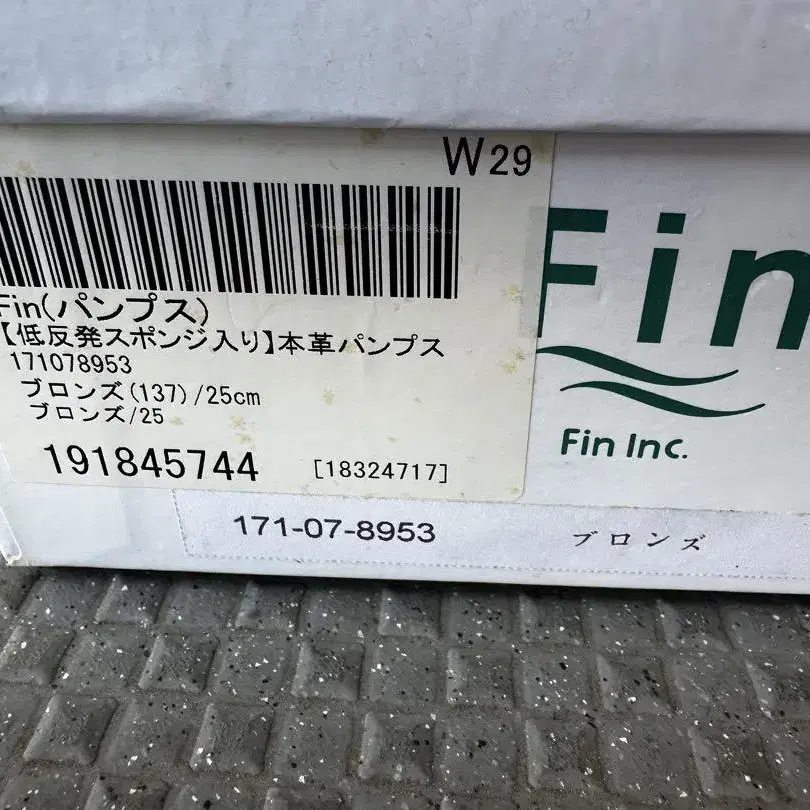 W29
Fin(パンプス)
【低反発スポンジ入り】本革パンプス
171078953
ブロンズ(137)/25cm
ブロンズ/25
191845744 [18324717]
Fin
Fin Inc.
171-07-8953 ブロンズ